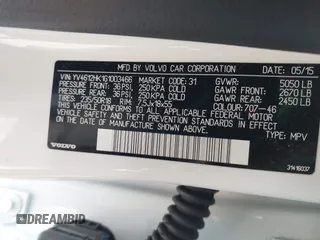 MFD BY VOLVO CAR CORPORATION 05/15
VIN: YV4612HK1G1003466 MARKET: 31 GVWR: 5050 LB
PRESSURE FRONT: 36 PSI, 250 KPA COLD GAWR FRONT: 2670 LB
PRESSURE REAR: 36 PSI, 250 KPA COLD GAWR REAR: 2450 LB
TIRES 235/50R18 RIM 7,5Jx18x55 COLOUR: 707-46
THIS VEHICLE CONFORMS TO ALL APPLICABLE FEDERAL MOTOR
VEHICLE SAFETY, BUMPER, AND THEFT PREVENTION STANDARDS
IN EFFECT ON THE DATE OF MANUFACTURE SHOWN ABOVE.
TYPE: MPV
VOLVO
31416037
DREAMBID